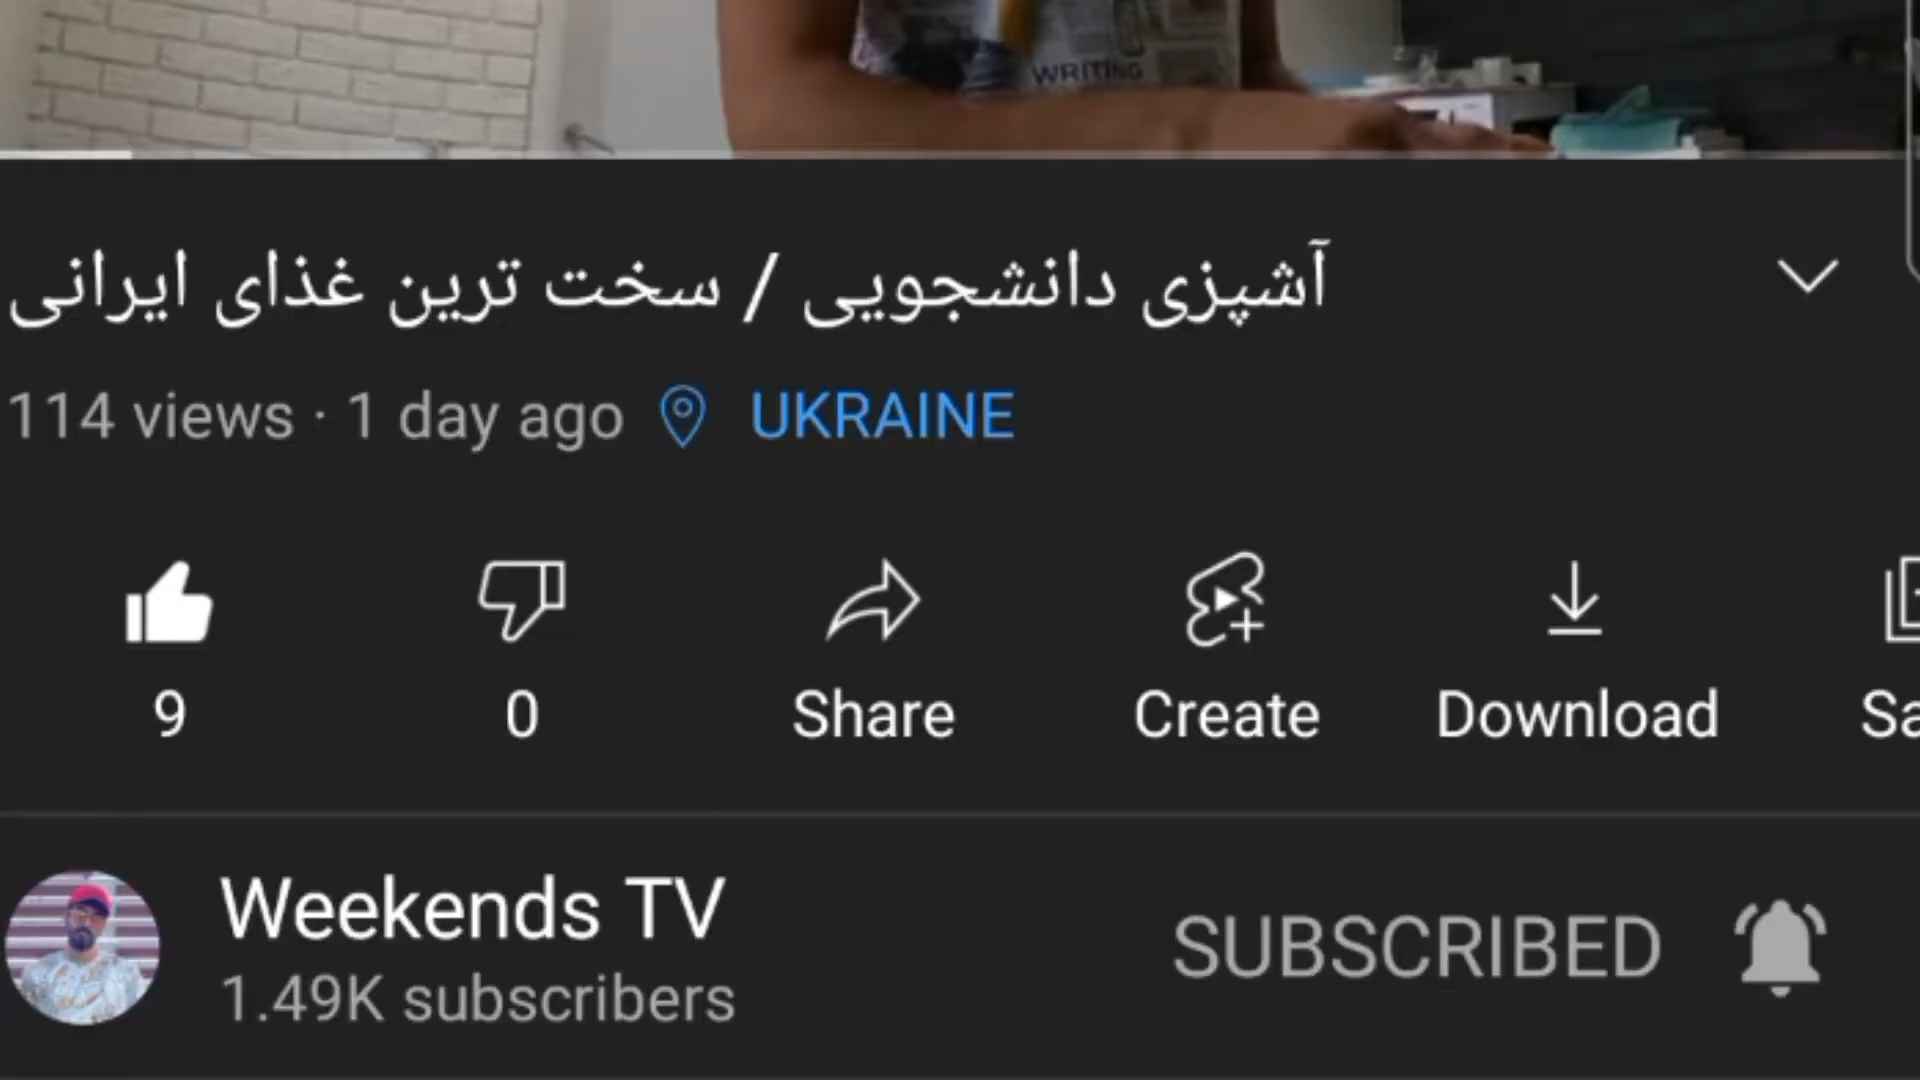 WRITING
آشپزی دانشجویی / سخت ترین غذای ایرانی
114 views · 1 day ago UKRAINE
9
0
Share
Create
Download
Weekends TV
1.49K subscribers
SUBSCRIBED